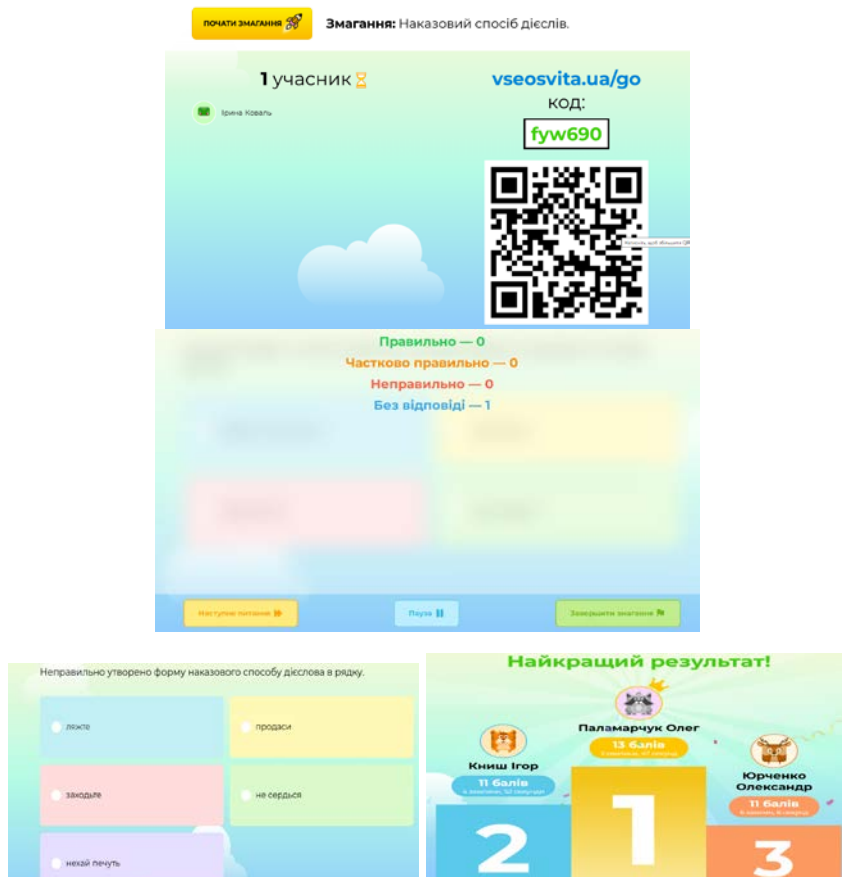 ПОЧАТИ ЗМАГАННЯ
Змагання: Наказовий спосіб дієслів.
1 учасник
Ірина Коваль
vseosvita.ua/go
код:
fyw690
Правильно — 0
Частково правильно — 0
Неправильно — 0
Без відповіді — 1
Наступне питання
Пауза
Завершити змагання
Неправильно утворено форму наказового способу дієслова в рядку.
ляжте
продаси
заходьте
не сердься
нехай печуть
Найкращий результат!
Паламарчук Олег
13 балів
Книш Ігор
11 балів
Юрченко
Олександр
11 балів
1
2
3